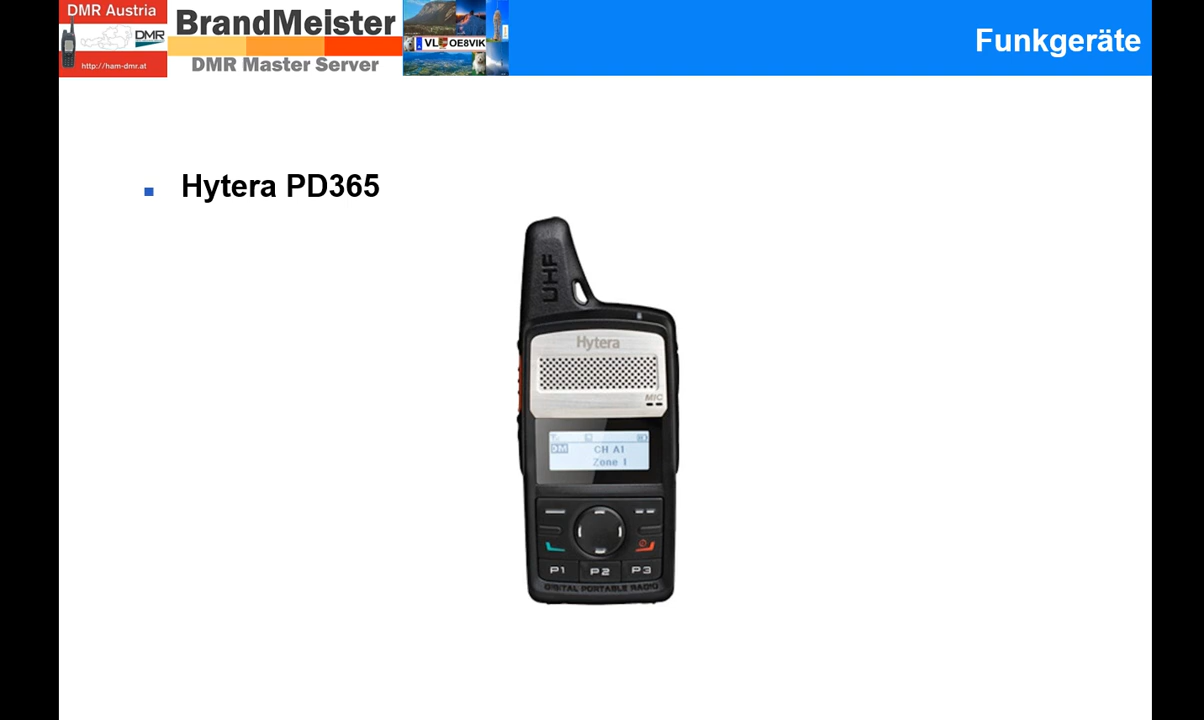 DMR Austria
DMR
http://ham-dmr.at
BrandMeister
DMR Master Server
VL OE8VIK
Funkgeräte
Hytera PD365
UHF
Hytera
MIC
DM CH A1
Zone 1
P1 P2 P3
DIGITAL PORTABLE RADIO